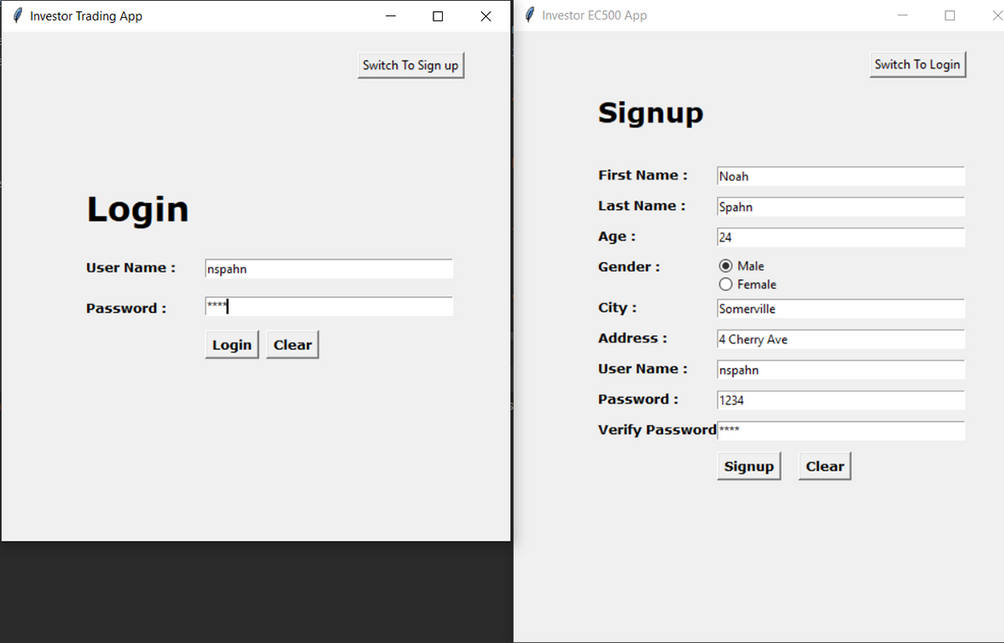 Investor Trading App
Switch To Sign up
Login
User Name : nspahn
Password : ****
Login Clear
Investor EC500 App
Switch To Login
Signup
First Name : Noah
Last Name : Spahn
Age : 24
Gender : Male
Female
City : Somerville
Address : 4 Cherry Ave
User Name : nspahn
Password : 1234
Verify Password ****
Signup Clear